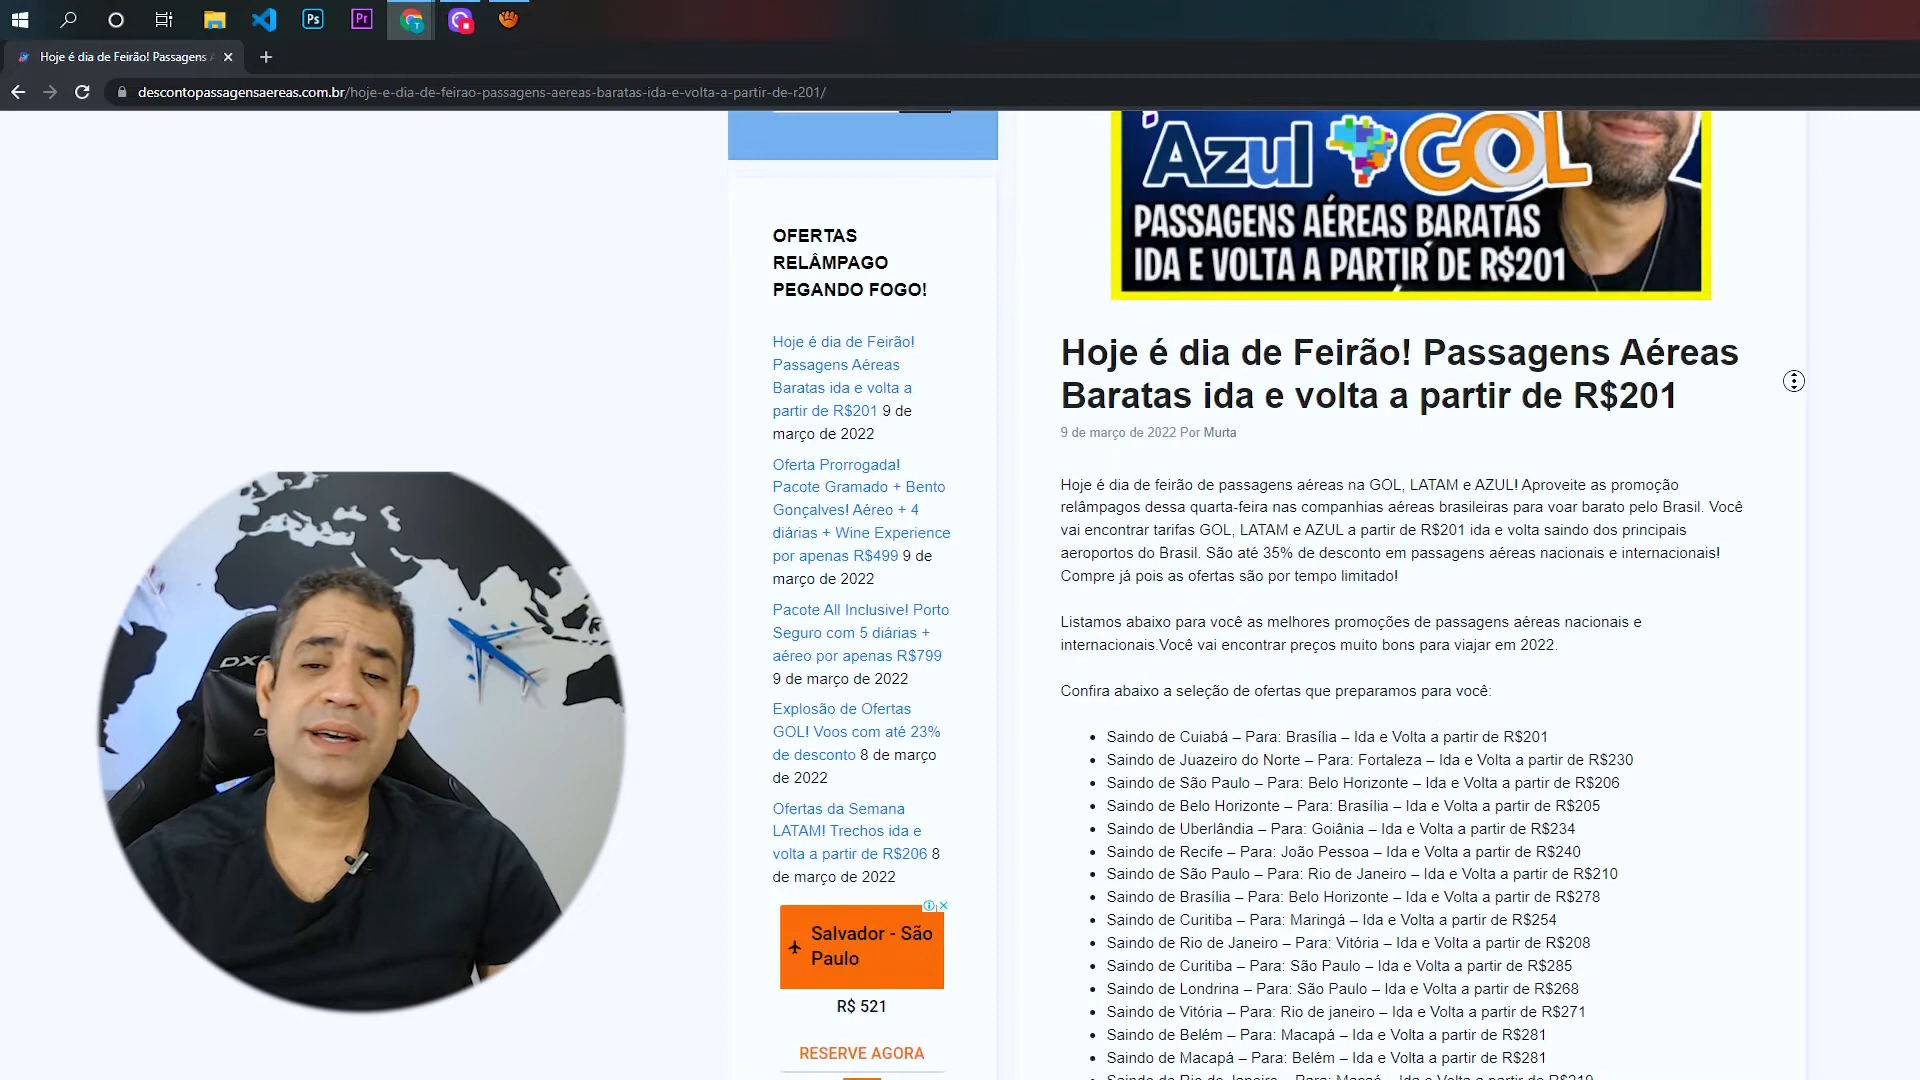 Ps
Pr
Hoje é dia de Feirão! Passagens A
descontopassagensaereas.com.br/hoje-e-dia-de-feirao-passagens-aereas-baratas-ida-e-volta-a-partir-de-r201/
Azul GOL
PASSAGENS AÉREAS BARATAS
IDA E VOLTA A PARTIR DE R$201
OFERTAS
RELÂMPAGO
PEGANDO FOGO!
Hoje é dia de Feirão!
Passagens Aéreas
Baratas ida e volta a
partir de R$201 9 de
março de 2022
Oferta Prorrogada!
Pacote Gramado + Bento
Gonçalves! Aéreo + 4
diárias + Wine Experience
por apenas R$499 9 de
março de 2022
Pacote All Inclusive! Porto
Seguro com 5 diárias +
aéreo por apenas R$799
9 de março de 2022
Explosão de Ofertas
GOL! Voos com até 23%
de desconto 8 de março
de 2022
Ofertas da Semana
LATAM! Trechos ida e
volta a partir de R$206 8
de março de 2022
Salvador - São
Paulo
R$ 521
RESERVE AGORA
Hoje é dia de Feirão! Passagens Aéreas
Baratas ida e volta a partir de R$201
9 de março de 2022 Por Murta
Hoje é dia de feirão de passagens aéreas na GOL, LATAM e AZUL! Aproveite as promoção
relâmpagos dessa quarta-feira nas companhias aéreas brasileiras para voar barato pelo Brasil. Você
vai encontrar tarifas GOL, LATAM e AZUL a partir de R$201 ida e volta saindo dos principais
aeroportos do Brasil. São até 35% de desconto em passagens aéreas nacionais e internacionais!
Compre já pois as ofertas são por tempo limitado!
Listamos abaixo para você as melhores promoções de passagens aéreas nacionais e
internacionais.Você vai encontrar preços muito bons para viajar em 2022.
Confira abaixo a seleção de ofertas que preparamos para você:
• Saindo de Cuiabá – Para: Brasília – Ida e Volta a partir de R$201
• Saindo de Juazeiro do Norte – Para: Fortaleza – Ida e Volta a partir de R$230
• Saindo de São Paulo – Para: Belo Horizonte – Ida e Volta a partir de R$206
• Saindo de Belo Horizonte – Para: Brasília – Ida e Volta a partir de R$205
• Saindo de Uberlândia – Para: Goiânia – Ida e Volta a partir de R$234
• Saindo de Recife – Para: João Pessoa – Ida e Volta a partir de R$240
• Saindo de São Paulo – Para: Rio de Janeiro – Ida e Volta a partir de R$210
• Saindo de Brasília – Para: Belo Horizonte – Ida e Volta a partir de R$278
• Saindo de Curitiba – Para: Maringá – Ida e Volta a partir de R$254
• Saindo de Rio de Janeiro – Para: Vitória – Ida e Volta a partir de R$208
• Saindo de Curitiba – Para: São Paulo – Ida e Volta a partir de R$285
• Saindo de Londrina – Para: São Paulo – Ida e Volta a partir de R$268
• Saindo de Vitória – Para: Rio de janeiro – Ida e Volta a partir de R$271
• Saindo de Belém – Para: Macapá – Ida e Volta a partir de R$281
• Saindo de Macapá – Para: Belém – Ida e Volta a partir de R$281